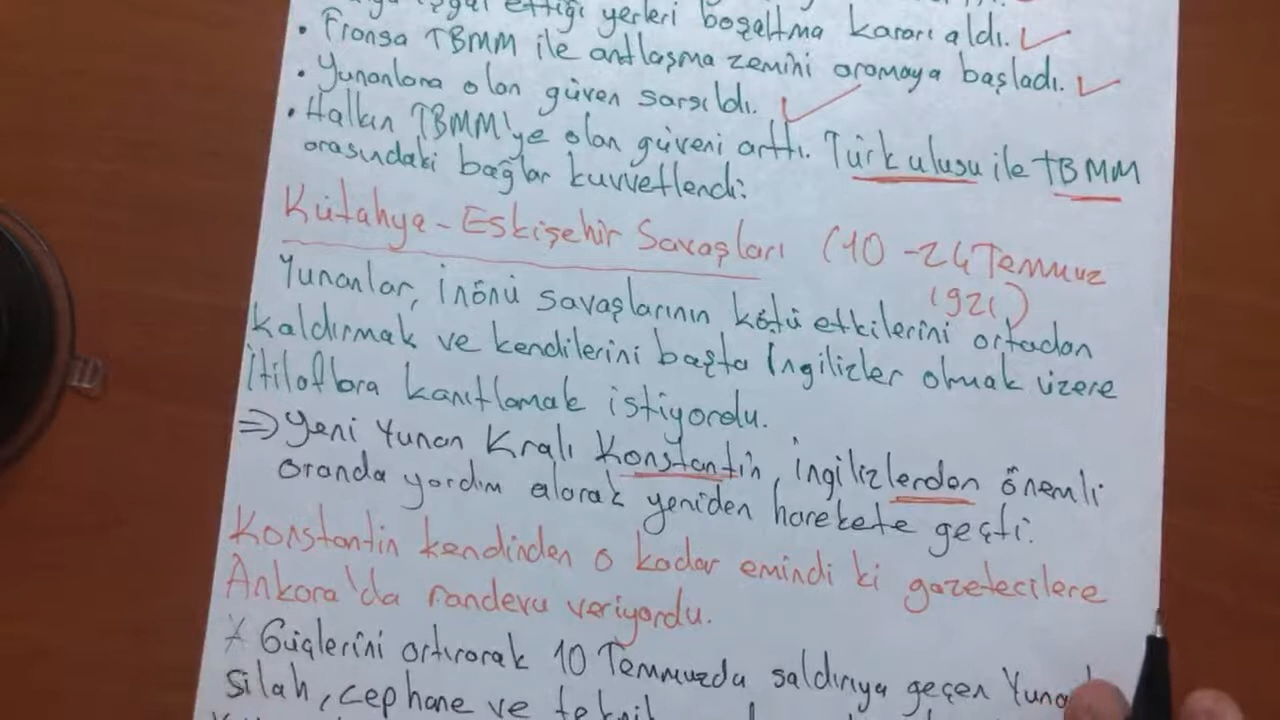 işgal ettiği yerleri boşaltma kararı aldı.
• Fransa TBMM ile antlaşma zemini aramaya başladı.
• Yunanlara olan güven sarsıldı.
• Halkın TBMM'ye olan güveni arttı. Türk ulusu ile TBMM
arasındaki bağlar kuvvetlendi.
Kütahya - Eskişehir Savaşları (10 - 24 Temmuz
1921)
Yunanlar, İnönü savaşlarının kötü etkilerini ortadan
kaldırmak ve kendilerini başta İngilizler olmak üzere
İtilaflara kanıtlamak istiyordu.
⇒ Yeni Yunan Kralı Konstantin, İngilizlerden önemli
oranda yardım alarak yeniden harekete geçti.
Konstantin kendinden o kadar emindi ki gazetecilere
Ankara'da randevu veriyordu.
* Güçlerini artırarak 10 Temmuzda saldırıya geçen
silah, cephane ve